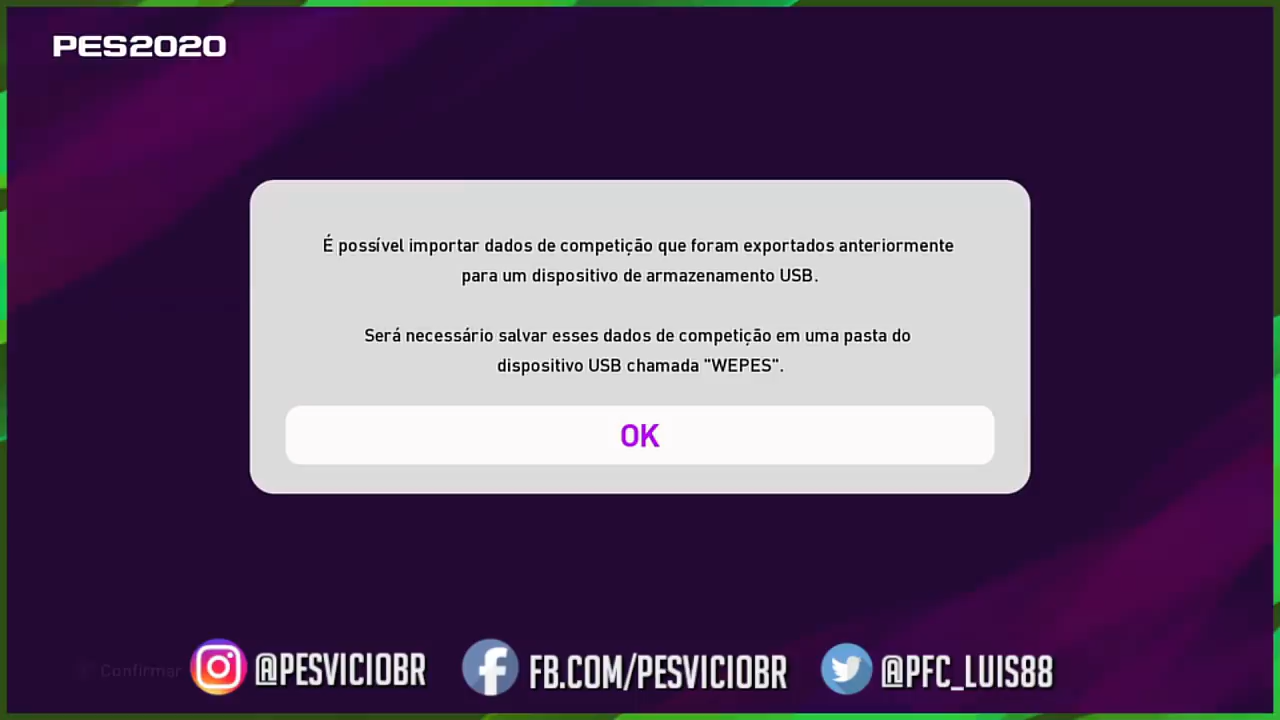 PES2020
É possível importar dados de competição que foram exportados anteriormente
para um dispositivo de armazenamento USB.
Será necessário salvar esses dados de competição em uma pasta do
dispositivo USB chamada "WEPES".
OK
Confirmar
@PESVICIOBR
FB.COM/PESVICIOBR
@PFC_LUIS88